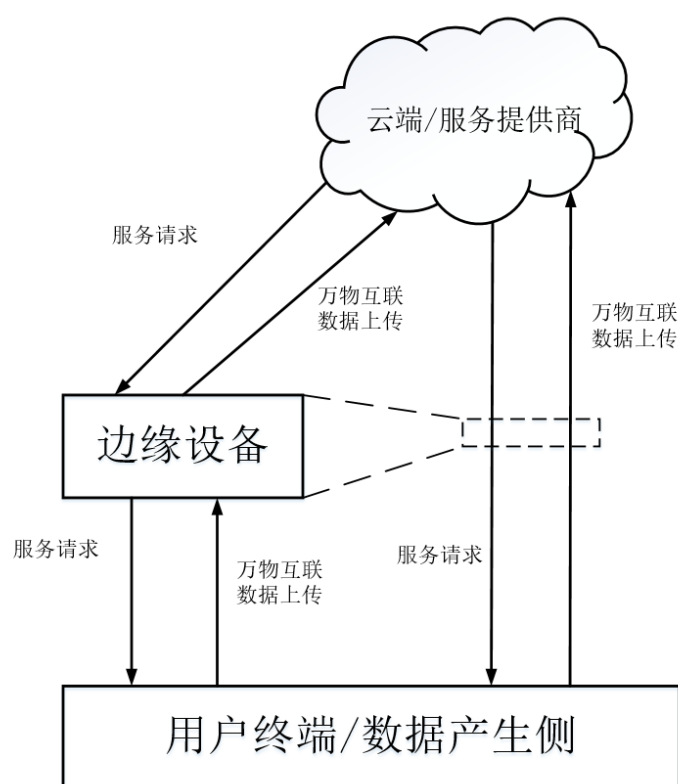 云端/服务提供商
服务请求
万物互联
数据上传
万物互联
数据上传
边缘设备
服务请求
万物互联
数据上传
服务请求
用户终端/数据产生侧